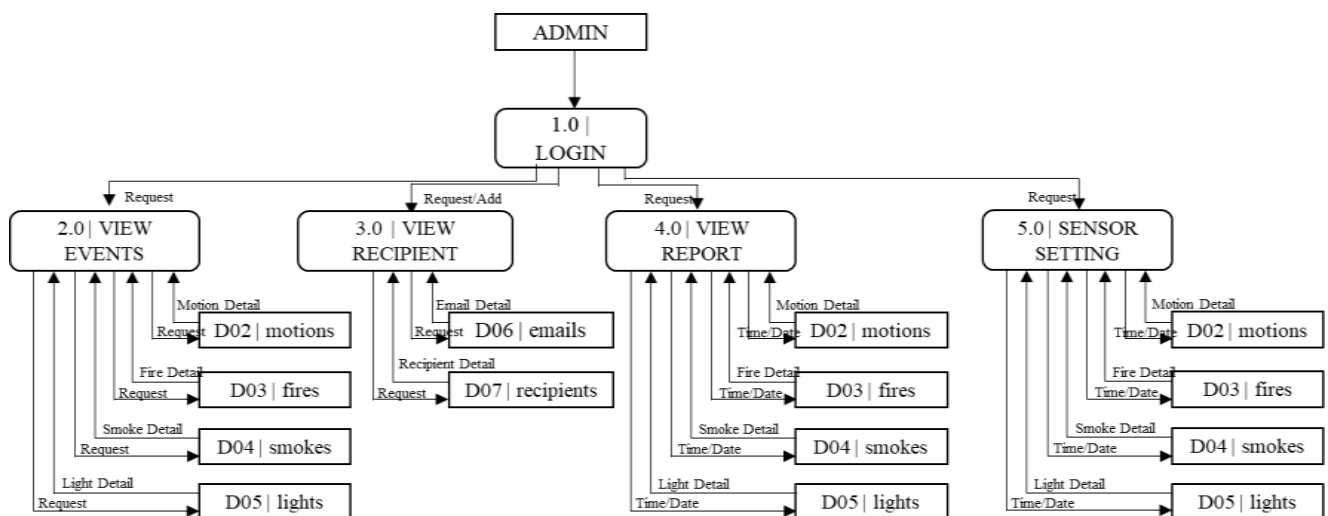 ADMIN
1.0 |
LOGIN
Request
Request/Add
Request
Request
2.0 | VIEW
EVENTS
3.0 | VIEW
RECIPIENT
4.0 | VIEW
REPORT
5.0 | SENSOR
SETTING
Motion Detail
Request
D02 | motions
Fire Detail
Request
D03 | fires
Smoke Detail
Request
D04 | smokes
Light Detail
Request
D05 | lights
Email Detail
Request
D06 | emails
Recipient Detail
Request
D07 | recipients
Motion Detail
Time/Date
D02 | motions
Fire Detail
Time/Date
D03 | fires
Smoke Detail
Time/Date
D04 | smokes
Light Detail
Time/Date
D05 | lights
Motion Detail
Time/Date
D02 | motions
Fire Detail
Time/Date
D03 | fires
Smoke Detail
Time/Date
D04 | smokes
Light Detail
Time/Date
D05 | lights